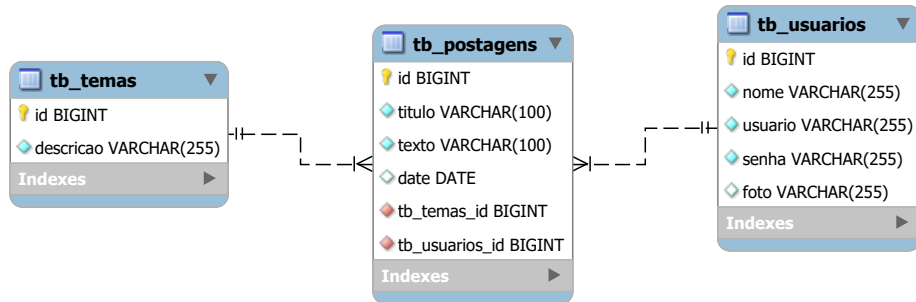 tb_temas
id BIGINT
descricao VARCHAR(255)
Indexes
tb_postagens
id BIGINT
titulo VARCHAR(100)
texto VARCHAR(100)
date DATE
tb_temas_id BIGINT
tb_usuarios_id BIGINT
Indexes
tb_usuarios
id BIGINT
nome VARCHAR(255)
usuario VARCHAR(255)
senha VARCHAR(255)
foto VARCHAR(255)
Indexes